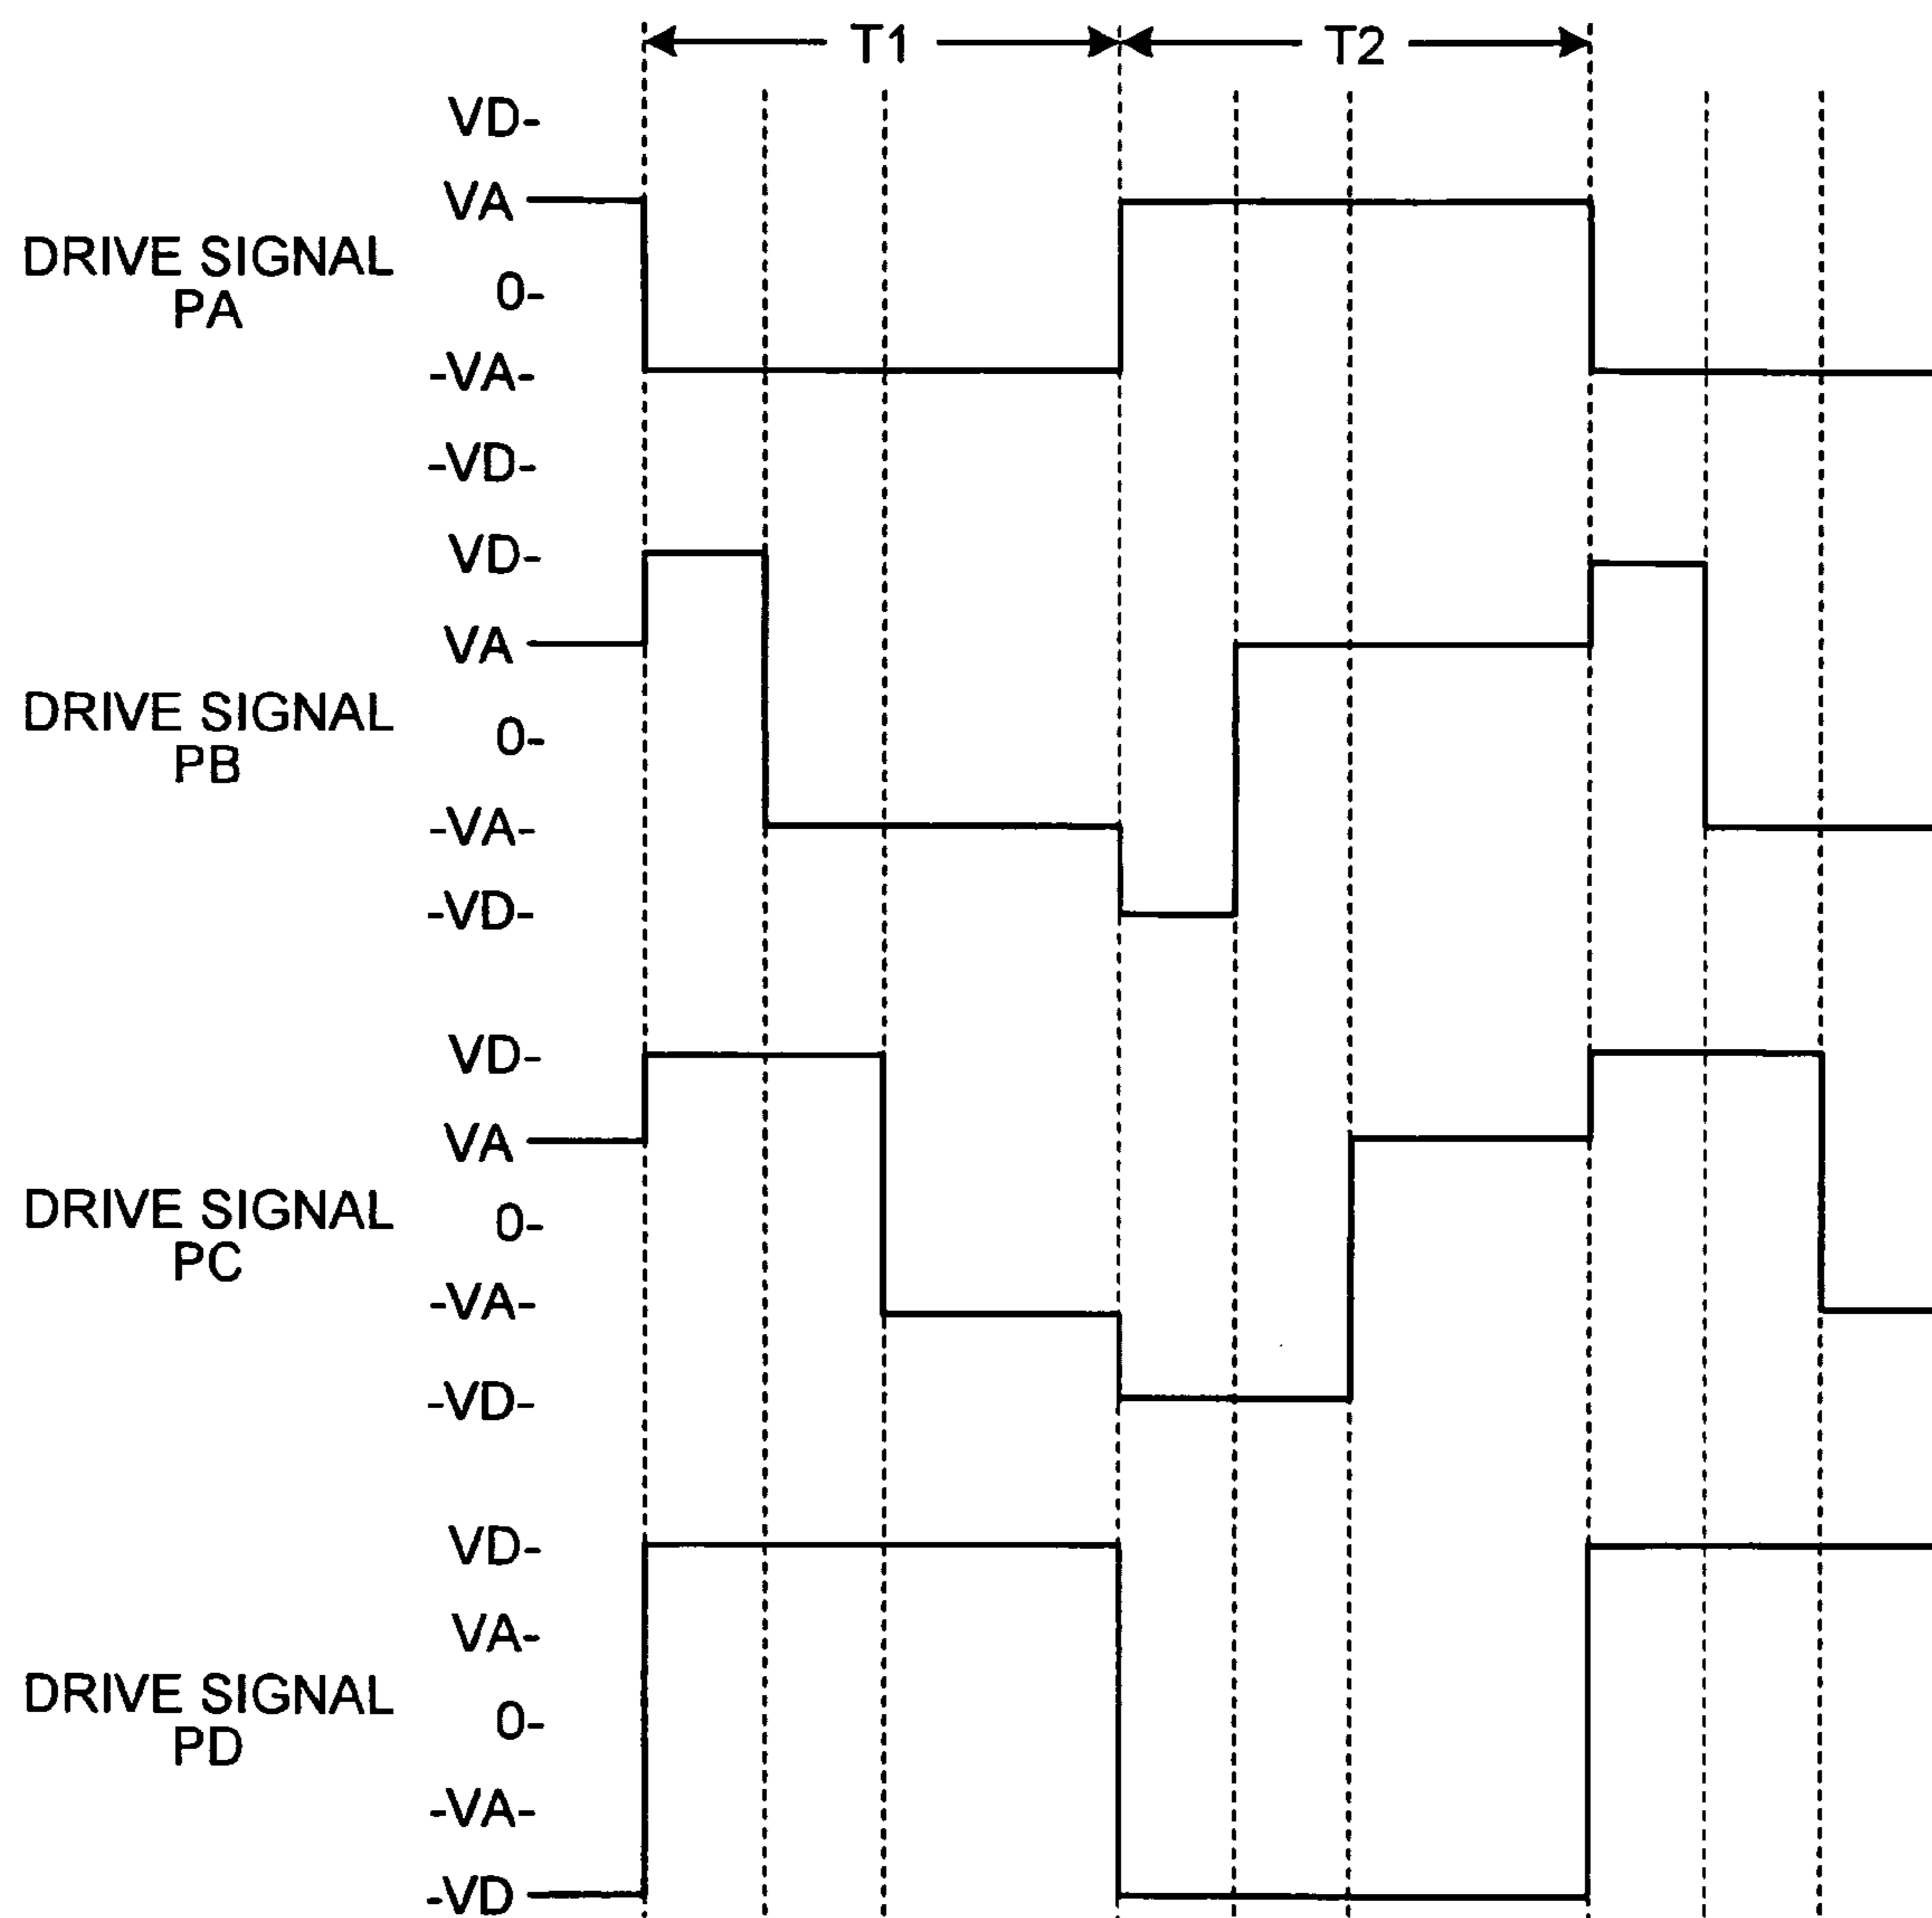 T1 T2
VD-
VA
DRIVE SIGNAL
PA
0-
-VA-
-VD-
VD-
VA
DRIVE SIGNAL
PB
0-
-VA-
-VD-
VD-
VA
DRIVE SIGNAL
PC
0-
-VA-
-VD-
VD-
VA-
DRIVE SIGNAL
PD
0-
-VA-
-VD